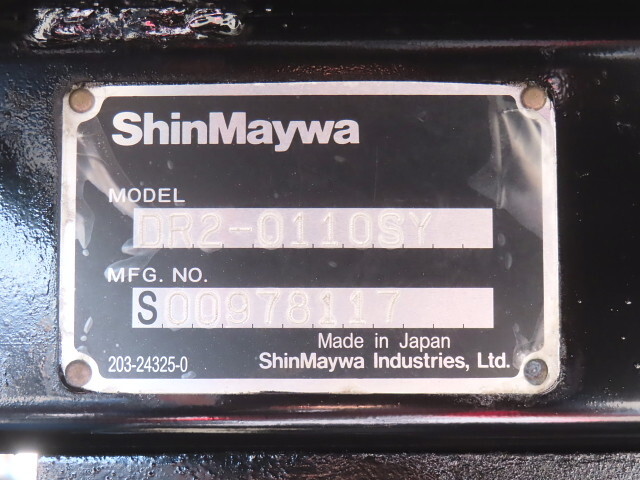 ShinMaywa
MODEL
DR2-0110SY
MFG. NO.
S00978117
Made in Japan
203-24325-0
ShinMaywa Industries, Ltd.